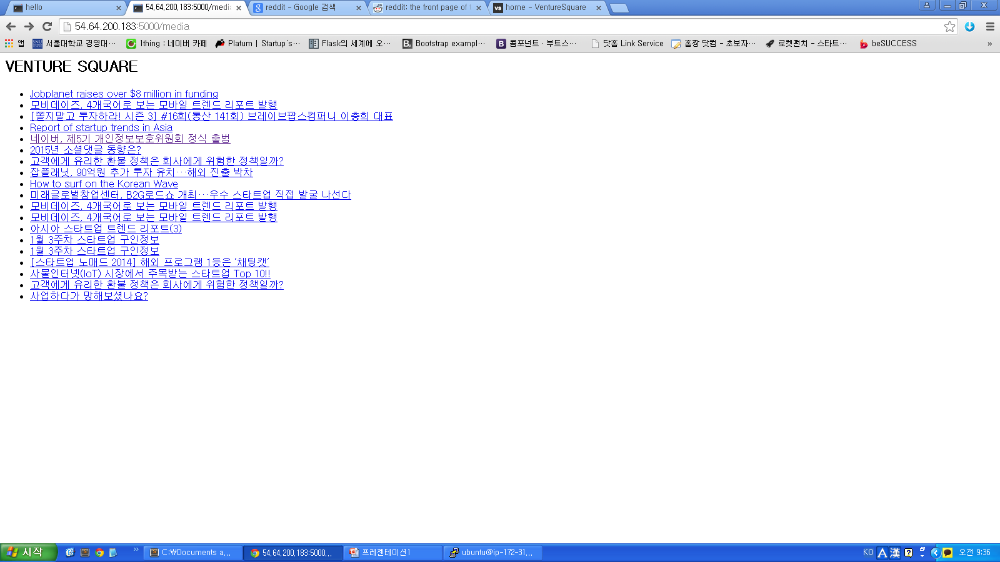 hello
54.64.200.183:5000/media
reddit - Google 검색
reddit: the front page of t
home - VentureSquare
54.64.200.183:5000/media
앱
서울대학교 경영대…
1thing : 네이버 카페
Platum | Startup's…
Flask의 세계에 오…
Bootstrap exampl…
콤포넌트 · 부트스…
닷홈 Link Service
홈짱 닷컴 - 초보자…
로켓펀치 - 스타트…
beSUCCESS
»
VENTURE SQUARE
Jobplanet raises over $8 million in funding
모비데이즈, 4개국어로 보는 모바일 트렌드 리포트 발행
[쫄지말고 투자하라! 시즌 3] #16회(통산 141회) 브레이브팝스컴퍼니 이충희 대표
Report of startup trends in Asia
네이버, 제5기 개인정보보호위원회 정식 출범
2015년 소셜댓글 동향은?
고객에게 유리한 환불 정책은 회사에게 위험한 정책일까?
잡플래닛, 90억원 추가 투자 유치…해외 진출 박차
How to surf on the Korean Wave
미래글로벌창업센터, B2G로드쇼 개최…우수 스타트업 직접 발굴 나선다
모비데이즈, 4개국어로 보는 모바일 트렌드 리포트 발행
모비데이즈, 4개국어로 보는 모바일 트렌드 리포트 발행
아시아 스타트업 트렌드 리포트(3)
1월 3주차 스타트업 구인정보
1월 3주차 스타트업 구인정보
[스타트업 노매드 2014] 해외 프로그램 1등은 ‘채팅캣’
사물인터넷(IoT) 시장에서 주목받는 스타트업 Top 10!!
고객에게 유리한 환불 정책은 회사에게 위험한 정책일까?
사업하다가 망해보셨나요?
시작
»
C:₩Documents a...
54.64.200.183:5000...
프레젠테이션1
ubuntu@ip-172-31...
KO
A
漢
오전 9:36